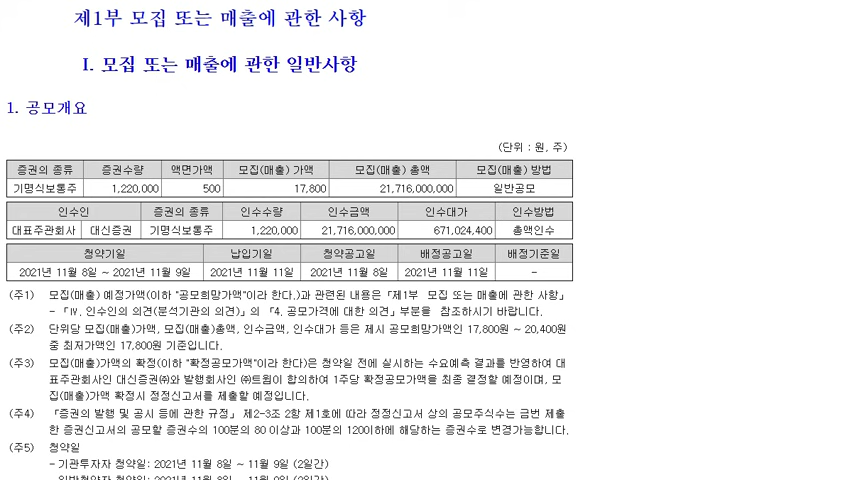 제1부 모집 또는 매출에 관한 사항
I. 모집 또는 매출에 관한 일반사항
1. 공모개요
(단위 : 원, 주)
증권의 종류 증권수량 액면가액 모집(매출) 가액 모집(매출) 총액 모집(매출) 방법
기명식보통주 1,220,000 500 17,800 21,716,000,000 일반공모
인수인 증권의 종류 인수수량 인수금액 인수대가 인수방법
대표주관회사 대신증권 기명식보통주 1,220,000 21,716,000,000 671,024,400 총액인수
청약기일 납입기일 청약공고일 배정공고일 배정기준일
2021년 11월 8일 ~ 2021년 11월 9일 2021년 11월 11일 2021년 11월 8일 2021년 11월 11일 -
(주1) 모집(매출) 예정가액(이하 "공모희망가액"이라 한다.)과 관련된 내용은 「제1부 모집 또는 매출에 관한 사항」
- 「Ⅳ. 인수인의 의견(분석기관의 의견)」의 「4. 공모가격에 대한 의견」부분을 참조하시기 바랍니다.
(주2) 단위당 모집(매출)가액, 모집(매출)총액, 인수금액, 인수대가 등은 제시 공모희망가액인 17,800원 ~ 20,400원
중 최저가액인 17,800원 기준입니다.
(주3) 모집(매출)가액의 확정(이하 "확정공모가액"이라 한다)은 청약일 전에 실시하는 수요예측 결과를 반영하여 대
표주관회사인 대신증권㈜와 발행회사인 ㈜트윔이 합의하여 1주당 확정공모가액을 최종 결정할 예정이며, 모
집(매출)가액 확정시 정정신고서를 제출할 예정입니다.
(주4) 「증권의 발행 및 공시 등에 관한 규정」 제2-3조 2항 제1호에 따라 정정신고서 상의 공모주식수는 금번 제출
한 증권신고서의 공모할 증권수의 100분의 80 이상과 100분의 120이하에 해당하는 증권수로 변경가능합니다.
(주5) 청약일
- 기관투자자 청약일: 2021년 11월 8일 ~ 11월 9일 (2일간)
- 일반청약자 청약일: 2021년 11월 8일 ~ 11월 9일 (2일간)